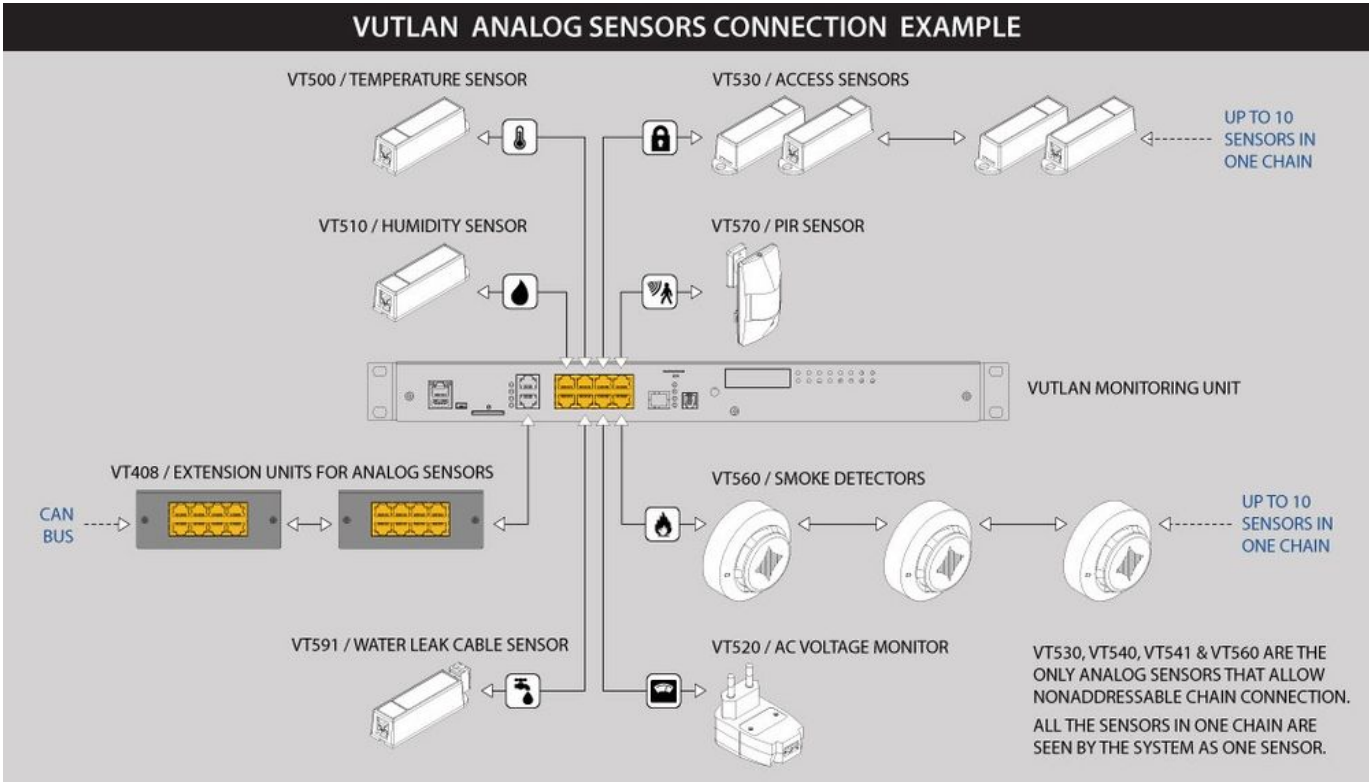 VUTLAN ANALOG SENSORS CONNECTION EXAMPLE
VT500 / TEMPERATURE SENSOR
VT530 / ACCESS SENSORS
UP TO 10
SENSORS IN
ONE CHAIN
VT510 / HUMIDITY SENSOR
VT570 / PIR SENSOR
VUTLAN MONITORING UNIT
VT408 / EXTENSION UNITS FOR ANALOG SENSORS
CAN
BUS
VT560 / SMOKE DETECTORS
UP TO 10
SENSORS IN
ONE CHAIN
VT591 / WATER LEAK CABLE SENSOR
VT520 / AC VOLTAGE MONITOR
VT530, VT540, VT541 & VT560 ARE THE
ONLY ANALOG SENSORS THAT ALLOW
NONADDRESSABLE CHAIN CONNECTION.
ALL THE SENSORS IN ONE CHAIN ARE
SEEN BY THE SYSTEM AS ONE SENSOR.